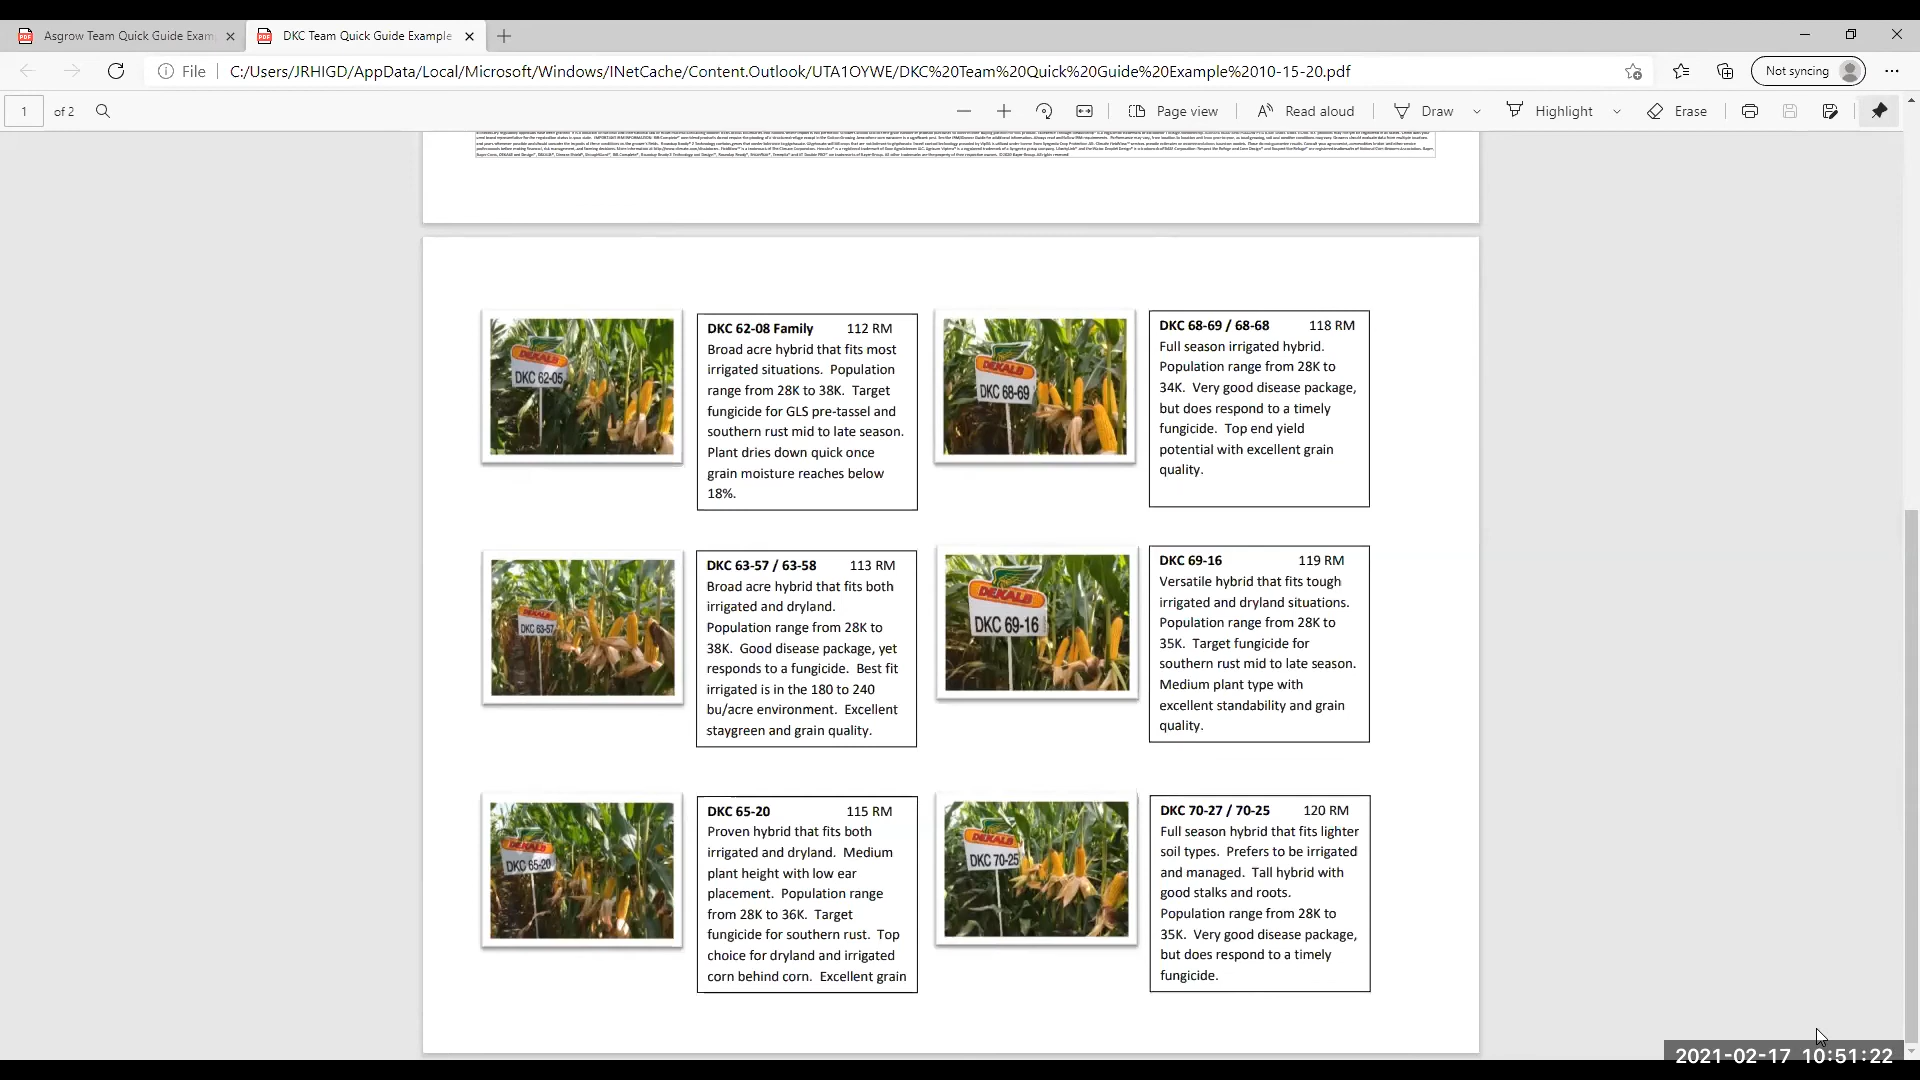 Asgrow Team Quick Guide Exam
DKC Team Quick Guide Example
File
C:/Users/JRHIGD/AppData/Local/Microsoft/Windows/INetCache/Content.Outlook/UTA1OYWE/DKC%20Team%20Quick%20Guide%20Example%2010-15-20.pdf
Not syncing
1 of 2
Page view
Read aloud
Draw
Highlight
Erase
DEKALB
DKC 62-05
DKC 62-08 Family 112 RM
Broad acre hybrid that fits most
irrigated situations. Population
range from 28K to 38K. Target
fungicide for GLS pre-tassel and
southern rust mid to late season.
Plant dries down quick once
grain moisture reaches below
18%.
DEKALB
DKC 68-69
DKC 68-69 / 68-68 118 RM
Full season irrigated hybrid.
Population range from 28K to
34K. Very good disease package,
but does respond to a timely
fungicide. Top end yield
potential with excellent grain
quality.
DEKALB
DKC 63-57
DKC 63-57 / 63-58 113 RM
Broad acre hybrid that fits both
irrigated and dryland.
Population range from 28K to
38K. Good disease package, yet
responds to a fungicide. Best fit
irrigated is in the 180 to 240
bu/acre environment. Excellent
staygreen and grain quality.
DEKALB
DKC 69-16
DKC 69-16 119 RM
Versatile hybrid that fits tough
irrigated and dryland situations.
Population range from 28K to
35K. Target fungicide for
southern rust mid to late season.
Medium plant type with
excellent standability and grain
quality.
DEKALB
DKC 65-20
DKC 65-20 115 RM
Proven hybrid that fits both
irrigated and dryland. Medium
plant height with low ear
placement. Population range
from 28K to 36K. Target
fungicide for southern rust. Top
choice for dryland and irrigated
corn behind corn. Excellent grain
DEKALB
DKC 70-25
DKC 70-27 / 70-25 120 RM
Full season hybrid that fits lighter
soil types. Prefers to be irrigated
and managed. Tall hybrid with
good stalks and roots.
Population range from 28K to
35K. Very good disease package,
but does respond to a timely
fungicide.
2021-02-17 10:51:22